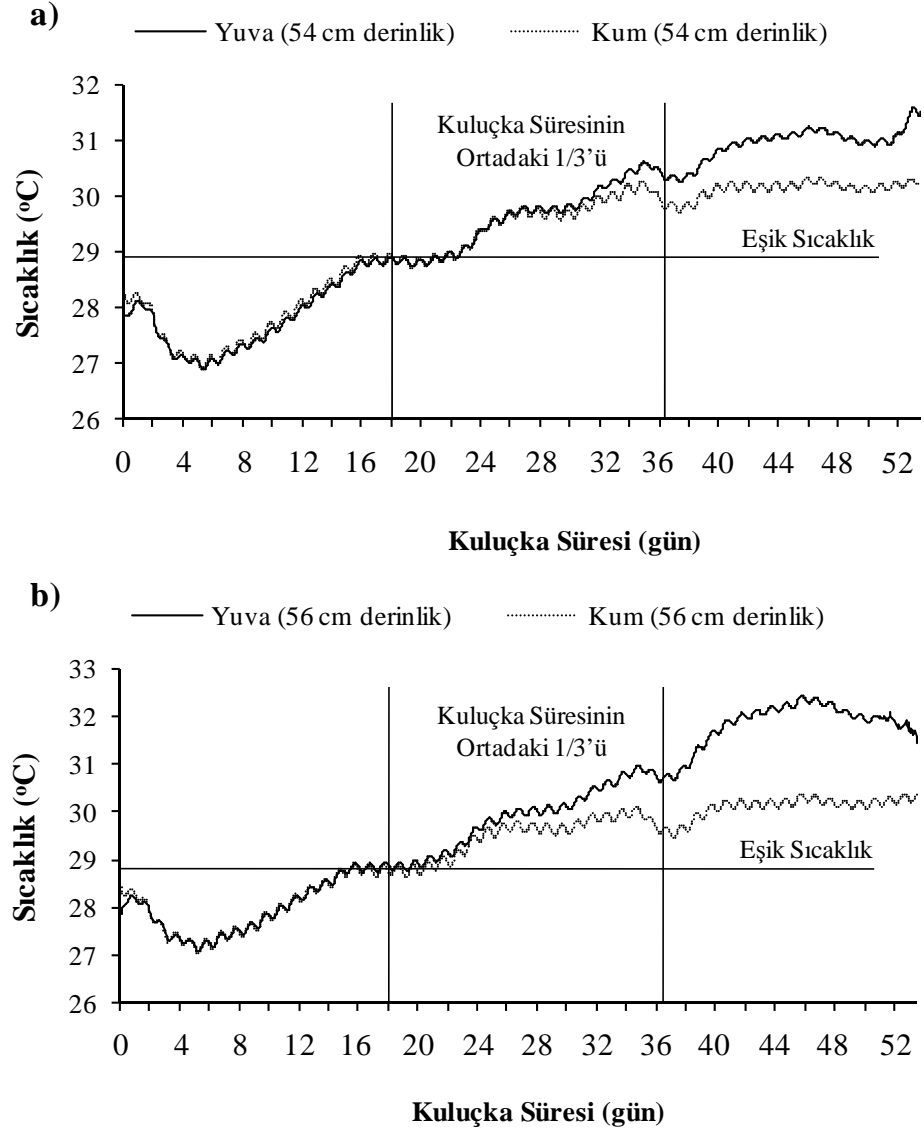 a)
Yuva (54 cm derinlik) Kum (54 cm derinlik)
32
31
30
29
28
27
26
Sıcaklık (ºC)
Kuluçka Süresinin
Ortadaki 1/3’ü
Eşik Sıcaklık
0 4 8 12 16 20 24 28 32 36 40 44 48 52
Kuluçka Süresi (gün)
b)
Yuva (56 cm derinlik) Kum (56 cm derinlik)
33
32
31
30
29
28
27
26
Sıcaklık (ºC)
Kuluçka Süresinin
Ortadaki 1/3’ü
Eşik Sıcaklık
0 4 8 12 16 20 24 28 32 36 40 44 48 52
Kuluçka Süresi (gün)